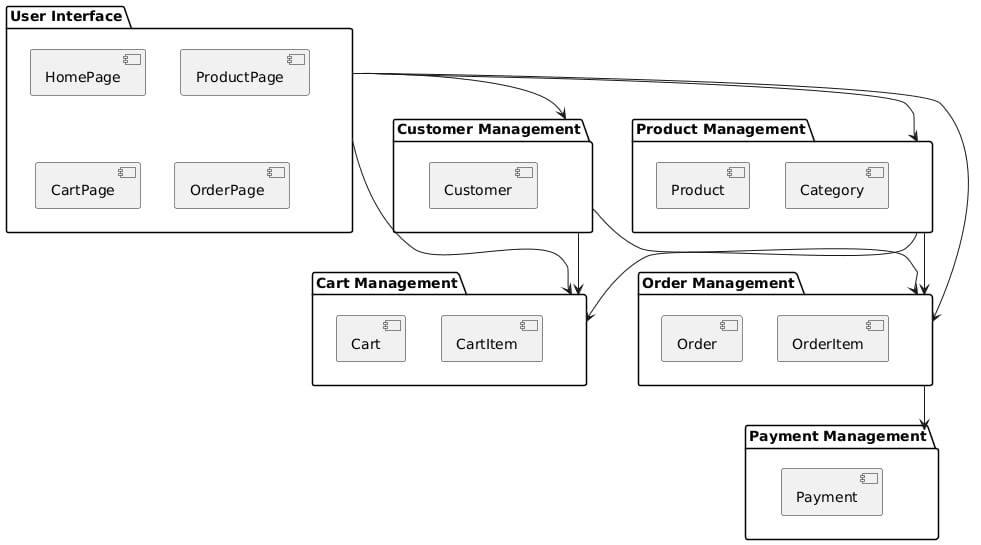 User Interface
HomePage
ProductPage
CartPage
OrderPage
Customer Management
Customer
Product Management
Product
Category
Cart Management
Cart
CartItem
Order Management
Order
OrderItem
Payment Management
Payment